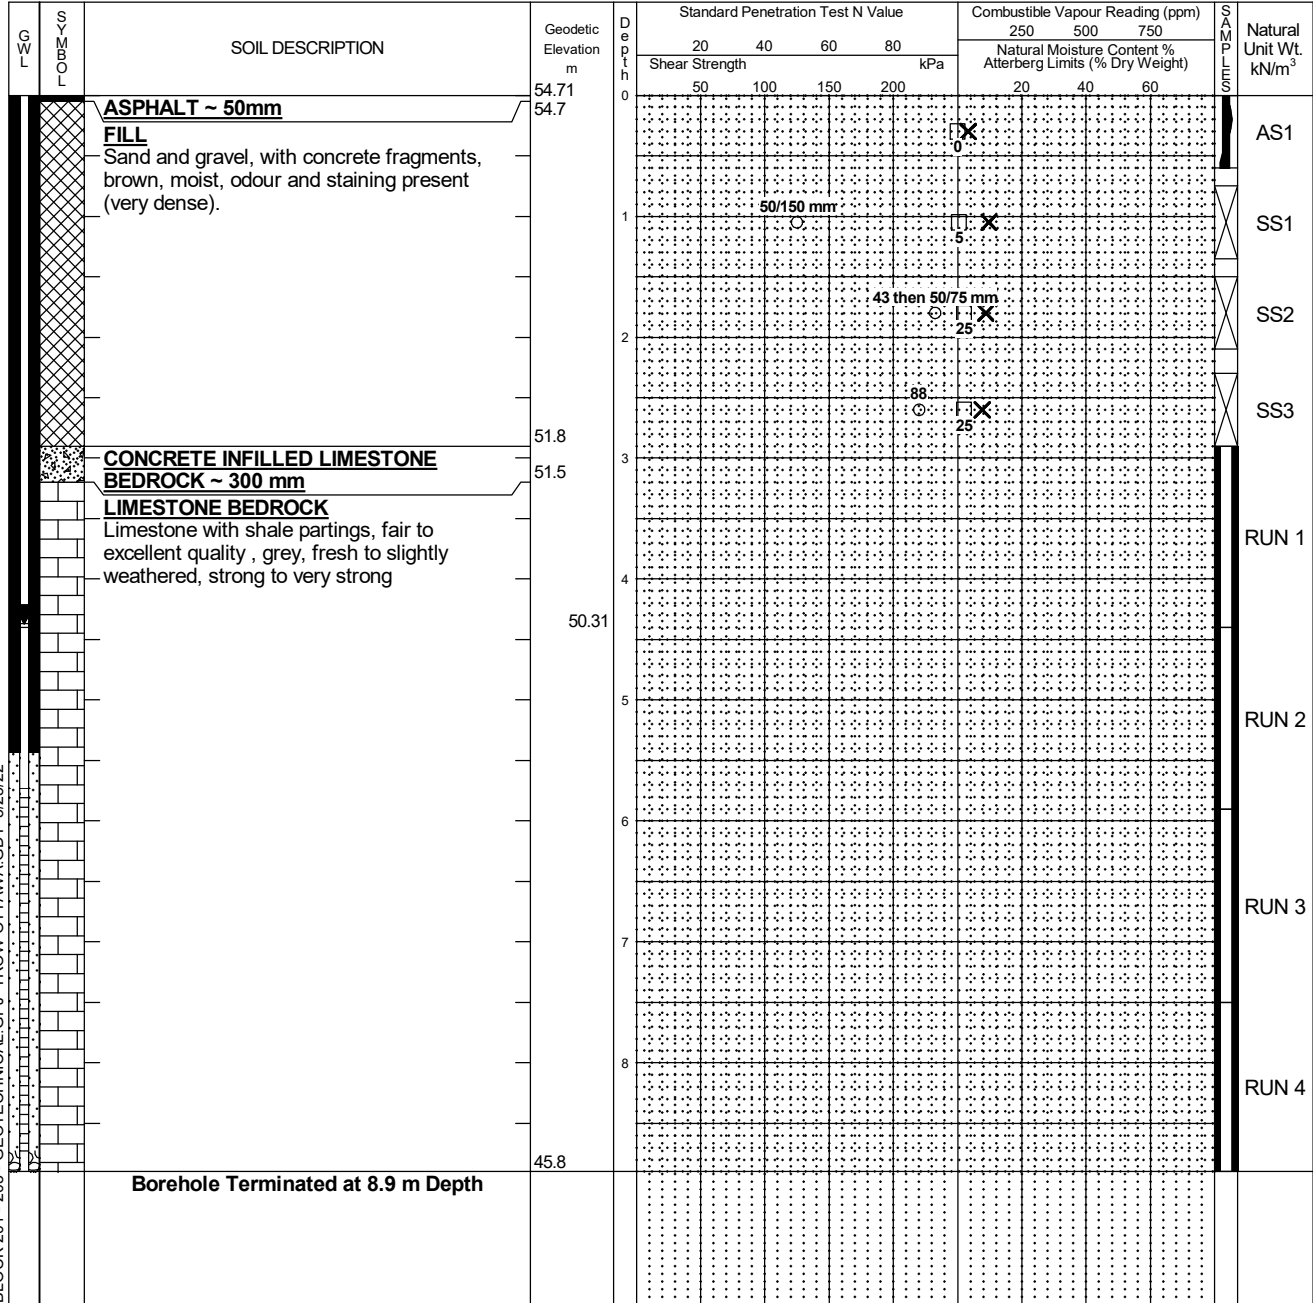 GWL
SYMBOL
SOIL DESCRIPTION
Geodetic
Elevation
m
Depth
Standard Penetration Test N Value
20 40 60 80
Shear Strength kPa
50 100 150 200
Combustible Vapour Reading (ppm)
250 500 750
Natural Moisture Content %
Atterberg Limits (% Dry Weight)
20 40 60
SAMPLES
Natural
Unit Wt.
kN/m³
54.71
0
ASPHALT ~ 50mm
54.7
FILL
Sand and gravel, with concrete fragments,
brown, moist, odour and staining present
(very dense).
0
AS1
50/150 mm
1
5
SS1
43 then 50/75 mm
25
SS2
2
88
25
SS3
51.8
CONCRETE INFILLED LIMESTONE
BEDROCK ~ 300 mm
51.5
3
LIMESTONE BEDROCK
Limestone with shale partings, fair to
excellent quality , grey, fresh to slightly
weathered, strong to very strong
RUN 1
4
50.31
5
RUN 2
6
RUN 3
7
8
RUN 4
45.8
Borehole Terminated at 8.9 m Depth